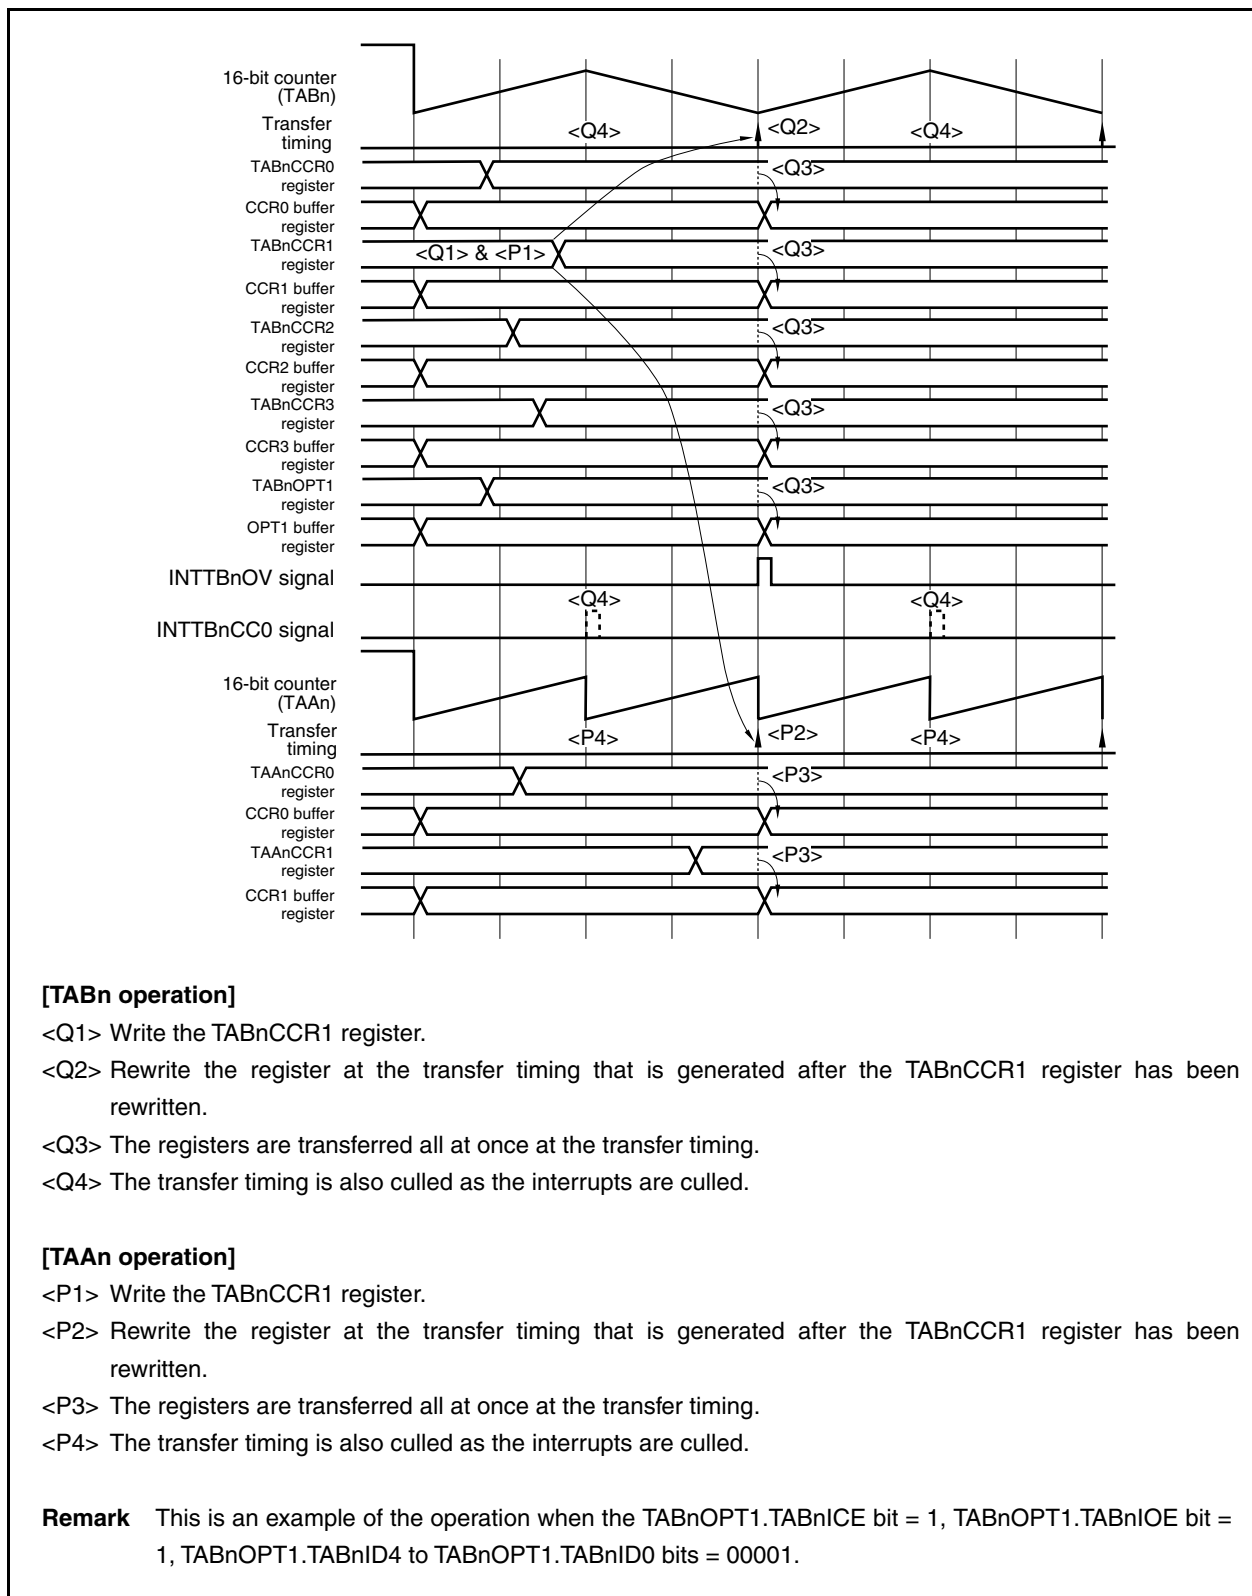 16-bit counter
(TABn)
Transfer
timing
<Q4> <Q2> <Q4>
TABnCCR0
register
<Q3>
CCR0 buffer
register
TABnCCR1
register
<Q1> & <P1> <Q3>
CCR1 buffer
register
TABnCCR2
register
<Q3>
CCR2 buffer
register
TABnCCR3
register
<Q3>
CCR3 buffer
register
TABnOPT1
register
<Q3>
OPT1 buffer
register
INTTBnOV signal
<Q4> <Q4>
INTTBnCC0 signal
16-bit counter
(TAAn)
Transfer
timing
<P4> <P2> <P4>
TAAnCCR0
register
<P3>
CCR0 buffer
register
TAAnCCR1
register
<P3>
CCR1 buffer
register
[TABn operation]
<Q1> Write the TABnCCR1 register.
<Q2> Rewrite the register at the transfer timing that is generated after the TABnCCR1 register has been
rewritten.
<Q3> The registers are transferred all at once at the transfer timing.
<Q4> The transfer timing is also culled as the interrupts are culled.
[TAAn operation]
<P1> Write the TABnCCR1 register.
<P2> Rewrite the register at the transfer timing that is generated after the TABnCCR1 register has been
rewritten.
<P3> The registers are transferred all at once at the transfer timing.
<P4> The transfer timing is also culled as the interrupts are culled.
Remark This is an example of the operation when the TABnOPT1.TABnICE bit = 1, TABnOPT1.TABnIOE bit =
1, TABnOPT1.TABnID4 to TABnOPT1.TABnID0 bits = 00001.